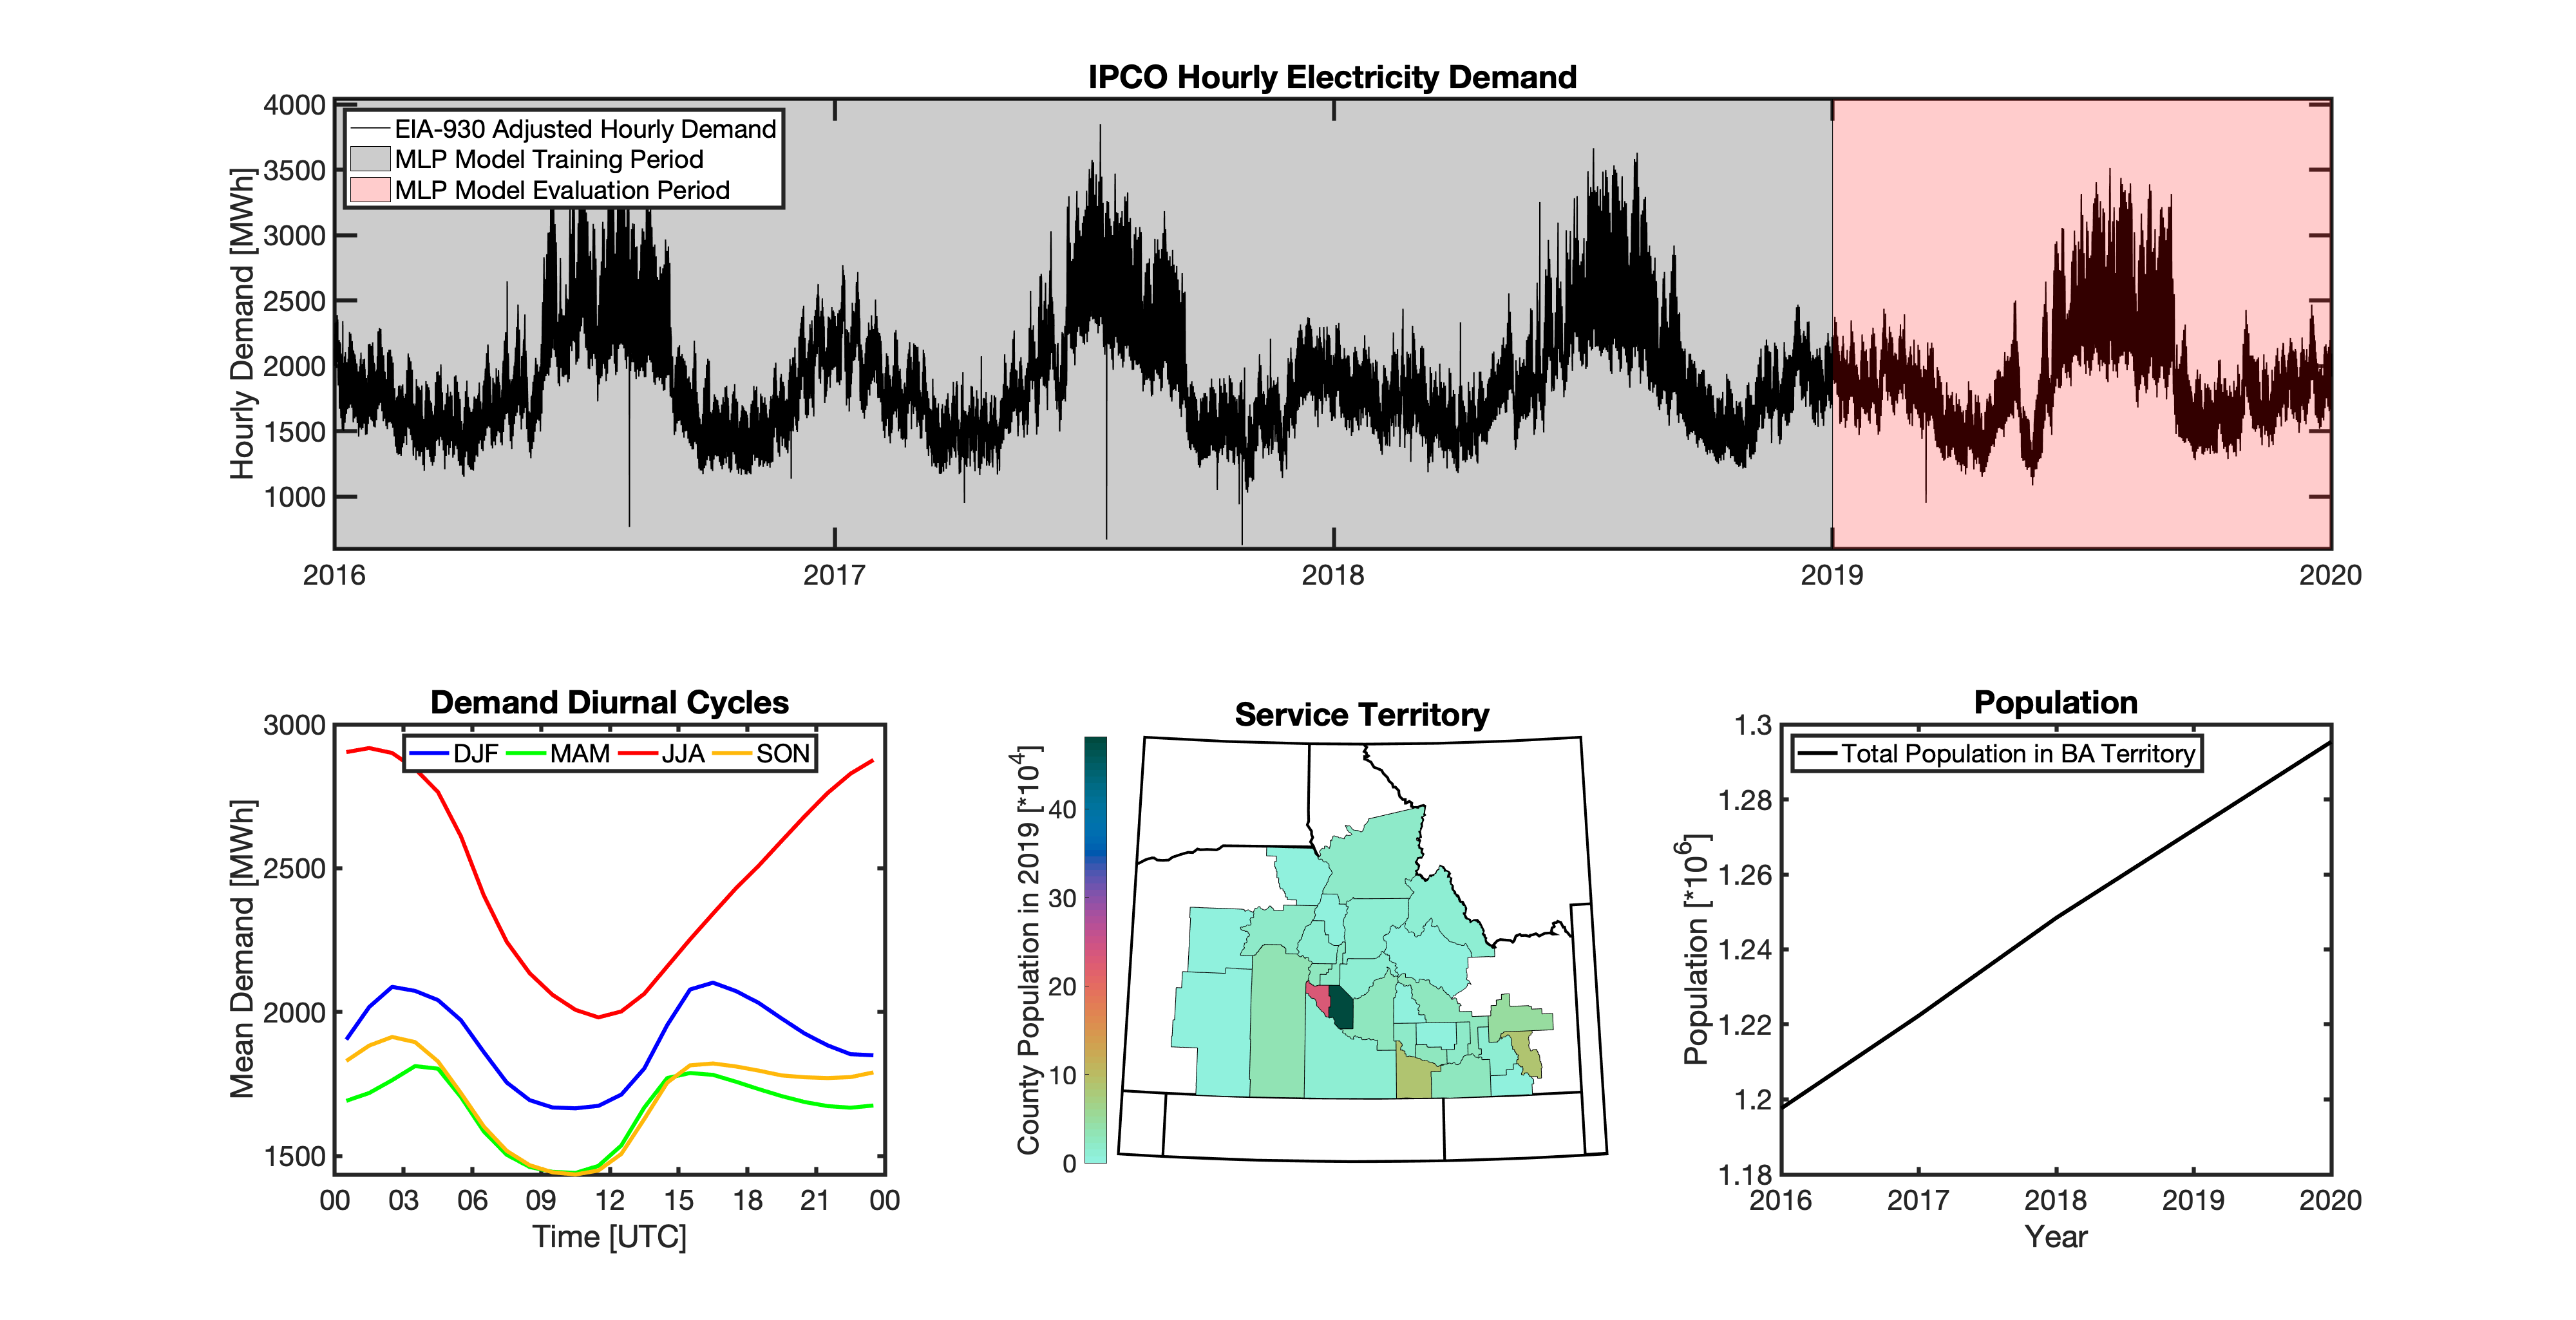 IPCO Hourly Electricity Demand
Hourly Demand [MWh]
4000
3500
3000
2500
2000
1500
1000
EIA-930 Adjusted Hourly Demand
MLP Model Training Period
MLP Model Evaluation Period
2016 2017 2018 2019 2020
Demand Diurnal Cycles
Mean Demand [MWh]
3000
2500
2000
1500
DJF MAM JJA SON
00 03 06 09 12 15 18 21 00
Time [UTC]
Service Territory
County Population in 2019 [*10^4]
40
30
20
10
0
Population
Population [*10^6]
1.3
1.28
1.26
1.24
1.22
1.2
1.18
Total Population in BA Territory
2016 2017 2018 2019 2020
Year